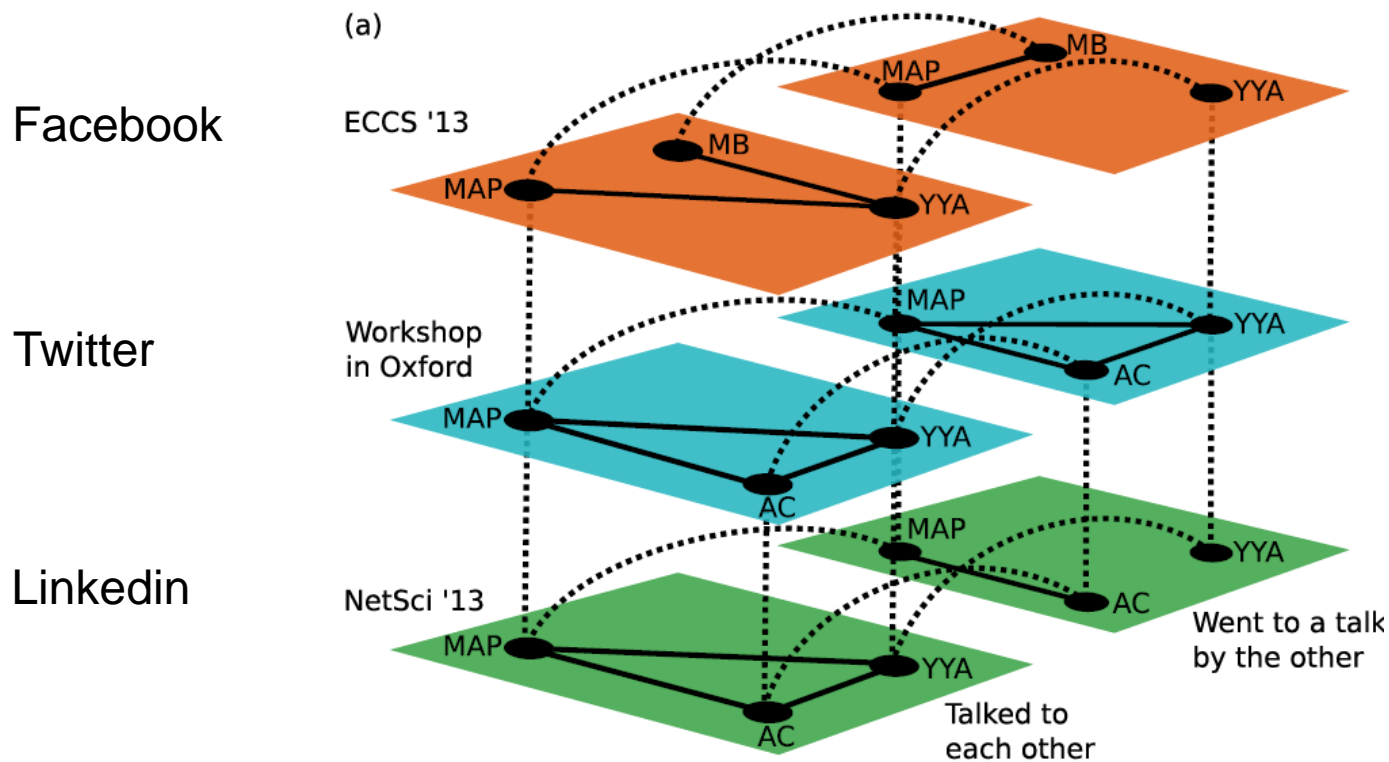 (a)
MB
MAP
YYA
Facebook
ECCS '13
MB
MAP
YYA
Twitter
Workshop
in Oxford
MAP
YYA
AC
MAP
YYA
AC
Linkedin
NetSci '13
MAP
YYA
AC
MAP
YYA
AC
Went to a talk
by the other
Talked to
each other